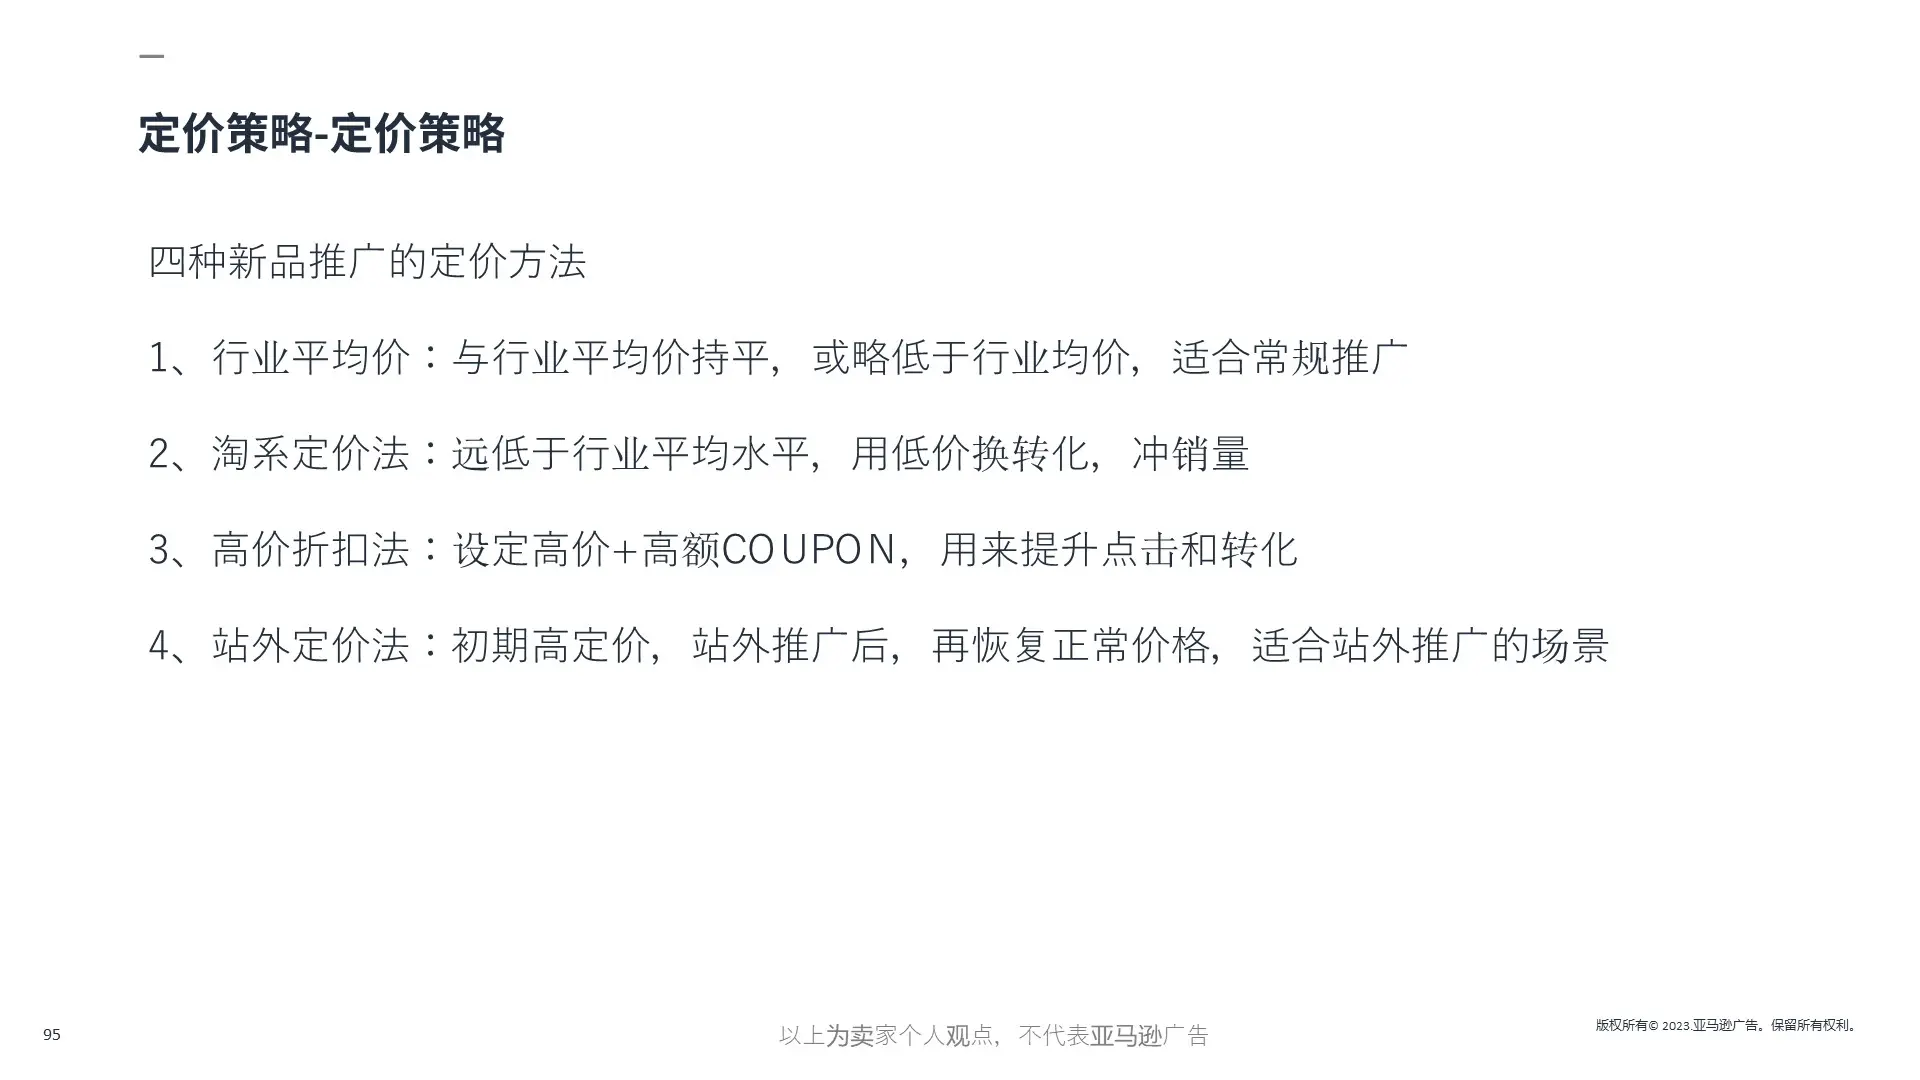 定价策略-定价策略
四种新品推广的定价方法
1、行业平均价：与行业平均价持平，或略低于行业均价，适合常规推广
2、淘系定价法：远低于行业平均水平，用低价换转化，冲销量
3、高价折扣法：设定高价+高额COUPON，用来提升点击和转化
4、站外定价法：初期高定价，站外推广后，再恢复正常价格，适合站外推广的场景
95
以上为卖家个人观点，不代表亚马逊广告
版权所有© 2023.亚马逊广告。保留所有权利。